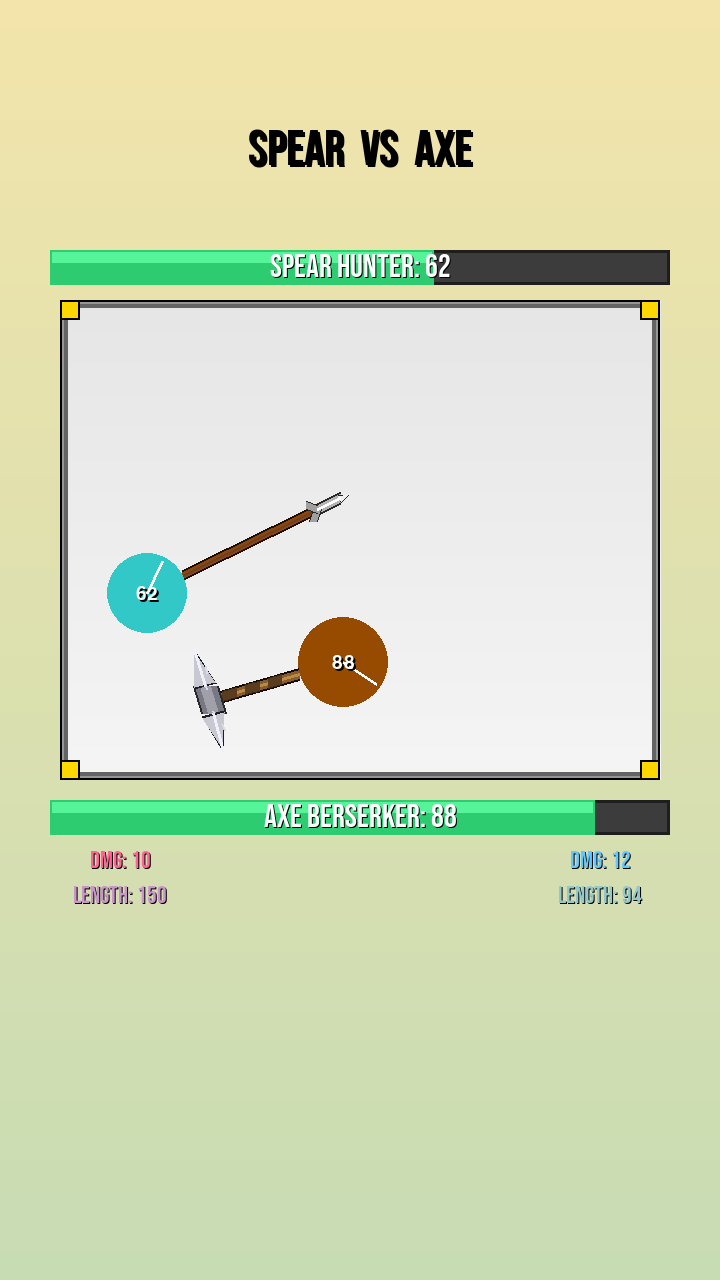 SPEAR VS AXE
SPEAR HUNTER: 62
62
88
AXE BERSERKER: 88
DMG: 10
DMG: 12
LENGTH: 150
LENGTH: 94